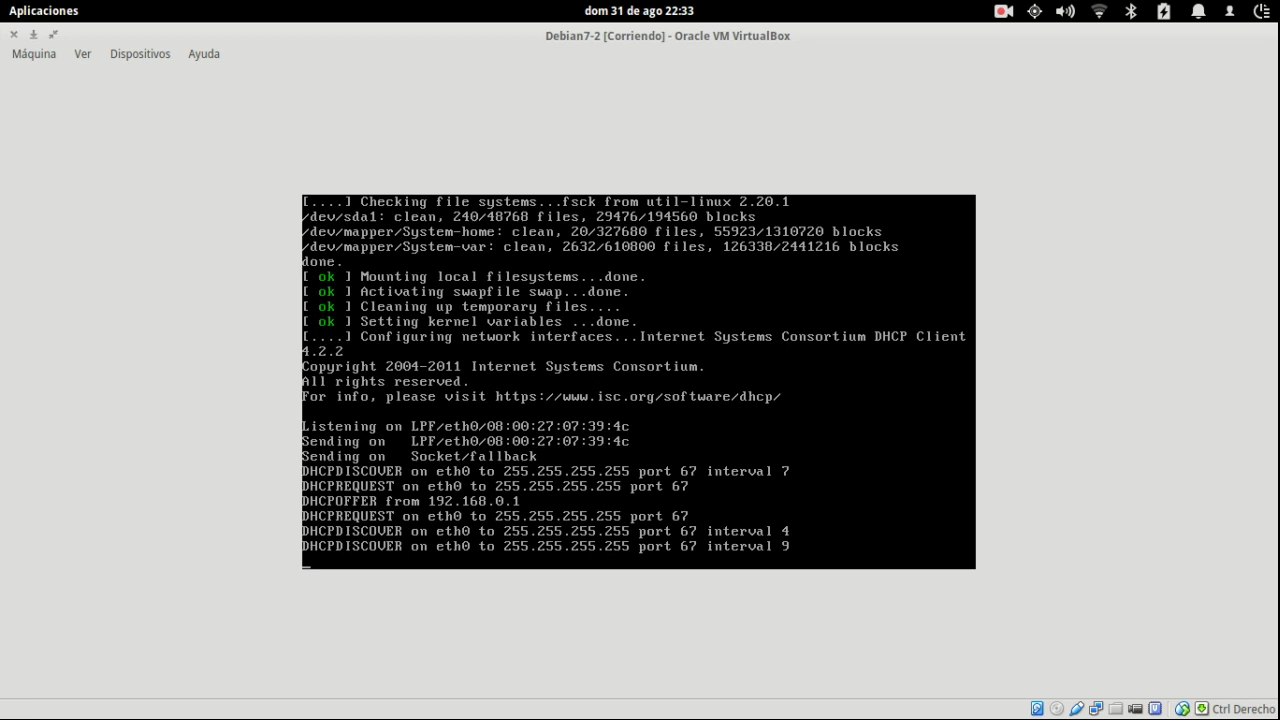 Aplicaciones
dom 31 de ago 22:33
Debian7-2 [Corriendo] - Oracle VM VirtualBox
Máquina Ver Dispositivos Ayuda
[....] Checking file systems...fsck from util-linux 2.20.1
/dev/sda1: clean, 240/48768 files, 29476/194560 blocks
/dev/mapper/System-home: clean, 20/327680 files, 55923/1310720 blocks
/dev/mapper/System-var: clean, 2632/610800 files, 126338/2441216 blocks
done.
[ ok ] Mounting local filesystems...done.
[ ok ] Activating swapfile swap...done.
[ ok ] Cleaning up temporary files....
[ ok ] Setting kernel variables ...done.
[....] Configuring network interfaces...Internet Systems Consortium DHCP Client
4.2.2
Copyright 2004-2011 Internet Systems Consortium.
All rights reserved.
For info, please visit https://www.isc.org/software/dhcp/
Listening on LPF/eth0/08:00:27:07:39:4c
Sending on   LPF/eth0/08:00:27:07:39:4c
Sending on   Socket/fallback
DHCPDISCOVER on eth0 to 255.255.255.255 port 67 interval 7
DHCPREQUEST on eth0 to 255.255.255.255 port 67
DHCPOFFER from 192.168.0.1
DHCPREQUEST on eth0 to 255.255.255.255 port 67
DHCPDISCOVER on eth0 to 255.255.255.255 port 67 interval 4
DHCPDISCOVER on eth0 to 255.255.255.255 port 67 interval 9
Ctrl Derecho